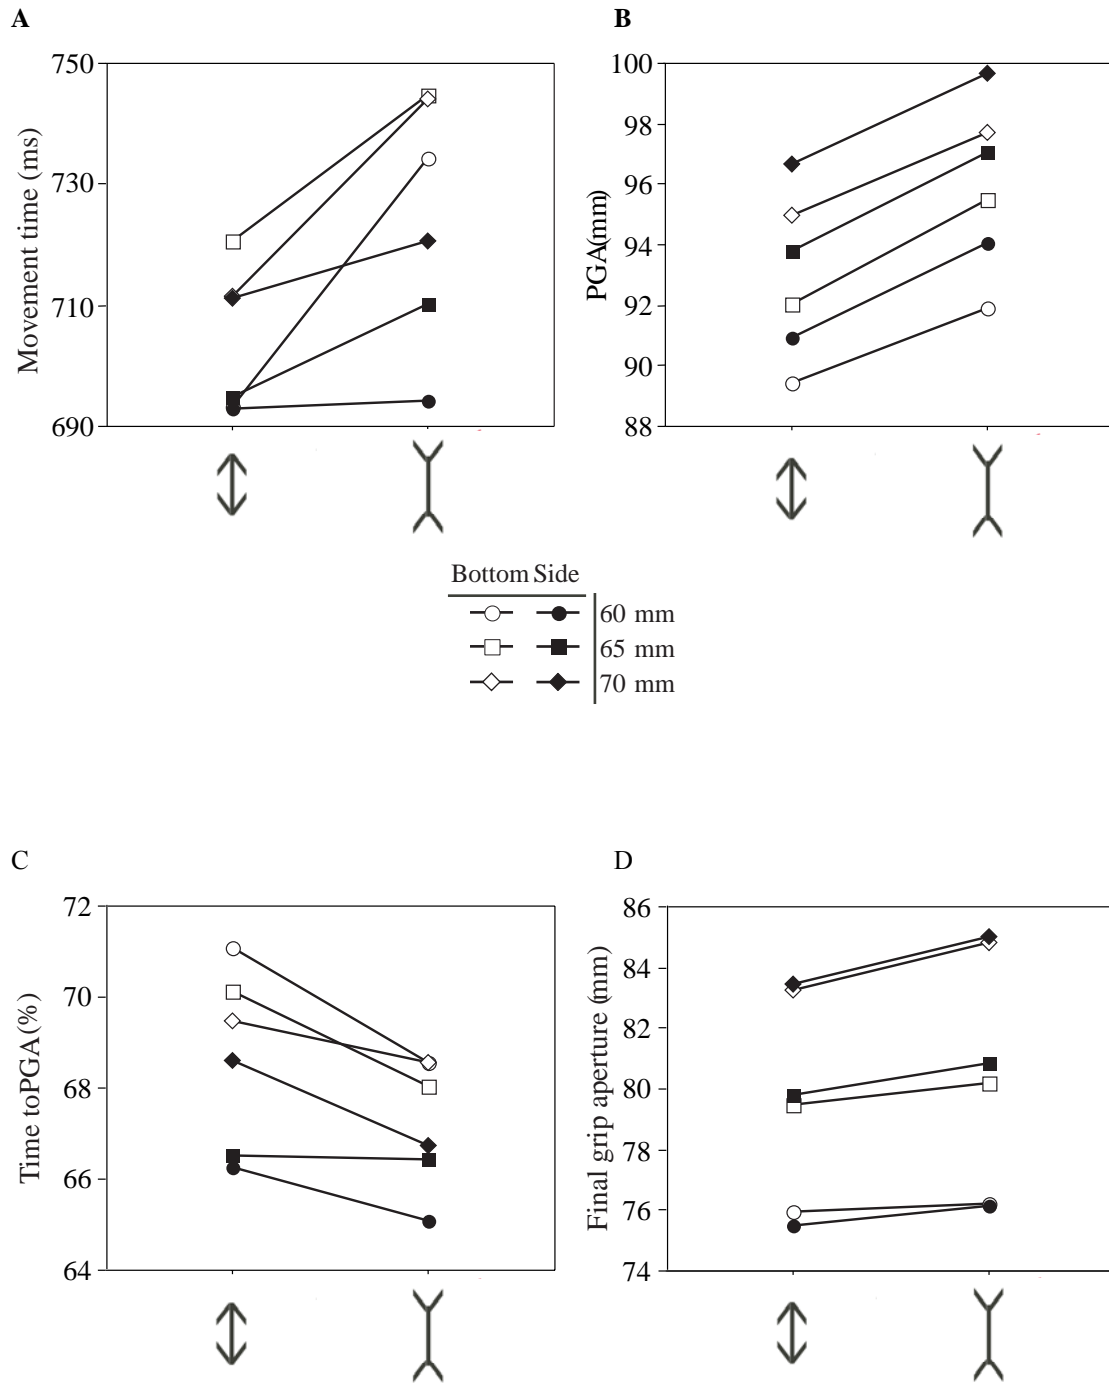 A
B
750
730
710
690
Movement time (ms)
100
98
96
94
92
90
88
PGA(mm)
Bottom Side
60 mm
65 mm
70 mm
C
D
72
70
68
66
64
Time toPGA(%)
86
84
82
80
78
76
74
Final grip aperture (mm)